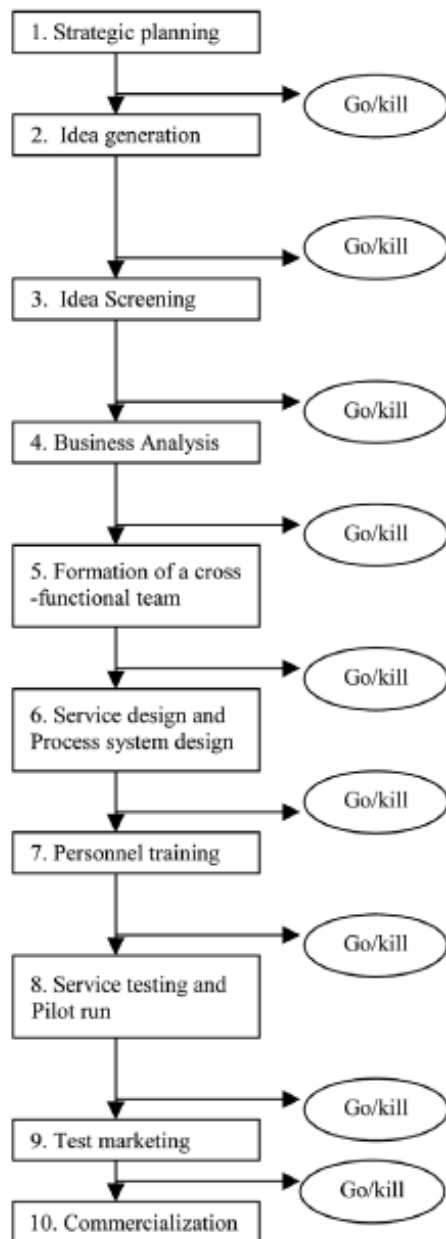 1. Strategic planning
Go/kill
2. Idea generation
Go/kill
3. Idea Screening
Go/kill
4. Business Analysis
Go/kill
5. Formation of a cross
-functional team
Go/kill
6. Service design and
Process system design
Go/kill
7. Personnel training
Go/kill
8. Service testing and
Pilot run
Go/kill
9. Test marketing
Go/kill
10. Commercialization